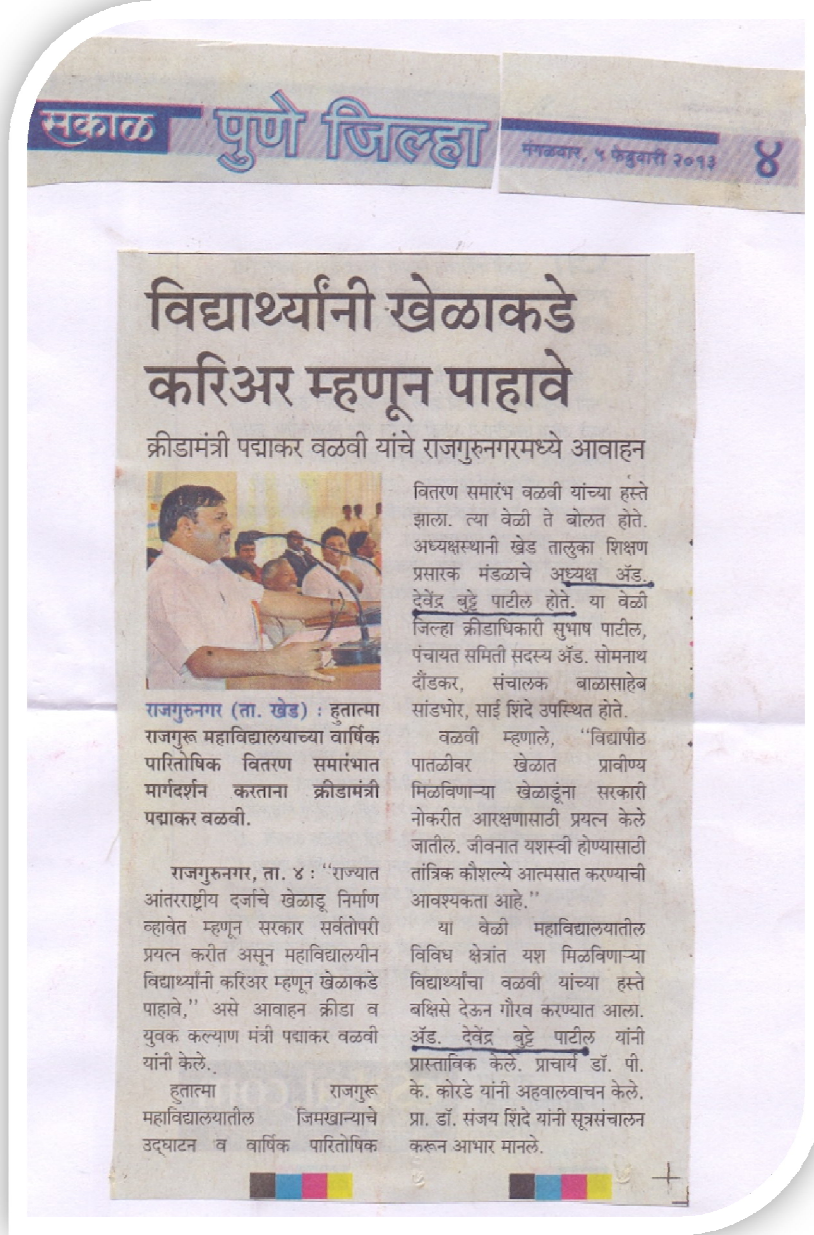 सकाळ
पुणे जिल्हा
मंगळवार, ५ फेब्रुवारी २०१३
४
विद्यार्थ्यांनी खेळाकडे
करिअर म्हणून पाहावे
क्रीडामंत्री पद्माकर वळवी यांचे राजगुरुनगरमध्ये आवाहन
राजगुरुनगर (ता. खेड) : हुतात्मा
राजगुरू महाविद्यालयाच्या वार्षिक
पारितोषिक वितरण समारंभात
मार्गदर्शन करताना क्रीडामंत्री
पद्माकर वळवी.
राजगुरुनगर, ता. ४ : ‘‘राज्यात
आंतरराष्ट्रीय दर्जाचे खेळाडू निर्माण
व्हावेत म्हणून सरकार सर्वतोपरी
प्रयत्न करीत असून महाविद्यालयीन
विद्यार्थ्यांनी करिअर म्हणून खेळाकडे
पाहावे,’’ असे आवाहन क्रीडा व
युवक कल्याण मंत्री पद्माकर वळवी
यांनी केले.
हुतात्मा राजगुरू
महाविद्यालयातील जिमखान्याचे
उद्‌घाटन व वार्षिक पारितोषिक
वितरण समारंभ वळवी यांच्या हस्ते
झाला. त्या वेळी ते बोलत होते.
अध्यक्षस्थानी खेड तालुका शिक्षण
प्रसारक मंडळाचे अध्यक्ष ॲड.
देवेंद्र बुट्टे पाटील होते. या वेळी
जिल्हा क्रीडाधिकारी सुभाष पाटील,
पंचायत समिती सदस्य ॲड. सोमनाथ
दौंडकर, संचालक बाळासाहेब
सांडभोर, साई शिंदे उपस्थित होते.
वळवी म्हणाले, ‘‘विद्यापीठ
पातळीवर खेळात प्रावीण्य
मिळविणाऱ्या खेळाडूंना सरकारी
नोकरीत आरक्षणासाठी प्रयत्न केले
जातील. जीवनात यशस्वी होण्यासाठी
तांत्रिक कौशल्ये आत्मसात करण्याची
आवश्यकता आहे.’’
या वेळी महाविद्यालयातील
विविध क्षेत्रांत यश मिळविणाऱ्या
विद्यार्थ्यांचा वळवी यांच्या हस्ते
बक्षिसे देऊन गौरव करण्यात आला.
ॲड. देवेंद्र बुट्टे पाटील यांनी
प्रास्ताविक केले. प्राचार्य डॉ. पी.
के. कोरडे यांनी अहवालवाचन केले.
प्रा. डॉ. संजय शिंदे यांनी सूत्रसंचालन
करून आभार मानले.